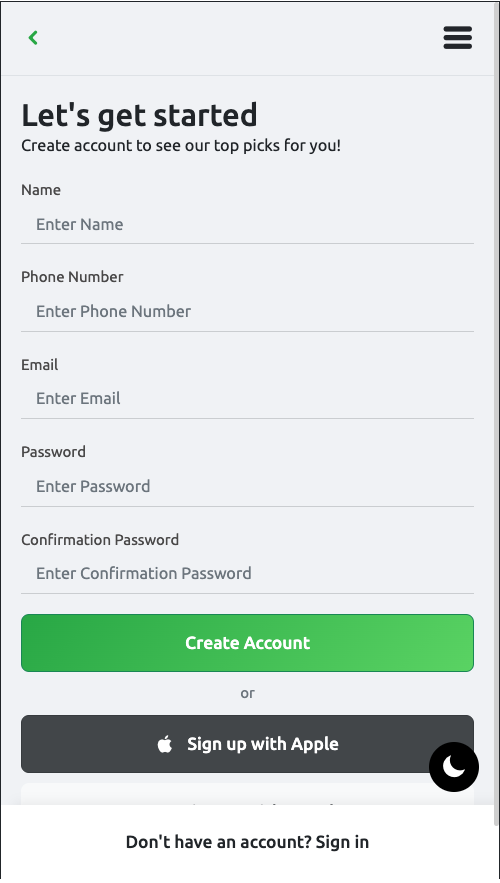 Let's get started
Create account to see our top picks for you!
Name
Enter Name
Phone Number
Enter Phone Number
Email
Enter Email
Password
Enter Password
Confirmation Password
Enter Confirmation Password
Create Account
or
Sign up with Apple
Don't have an account? Sign in